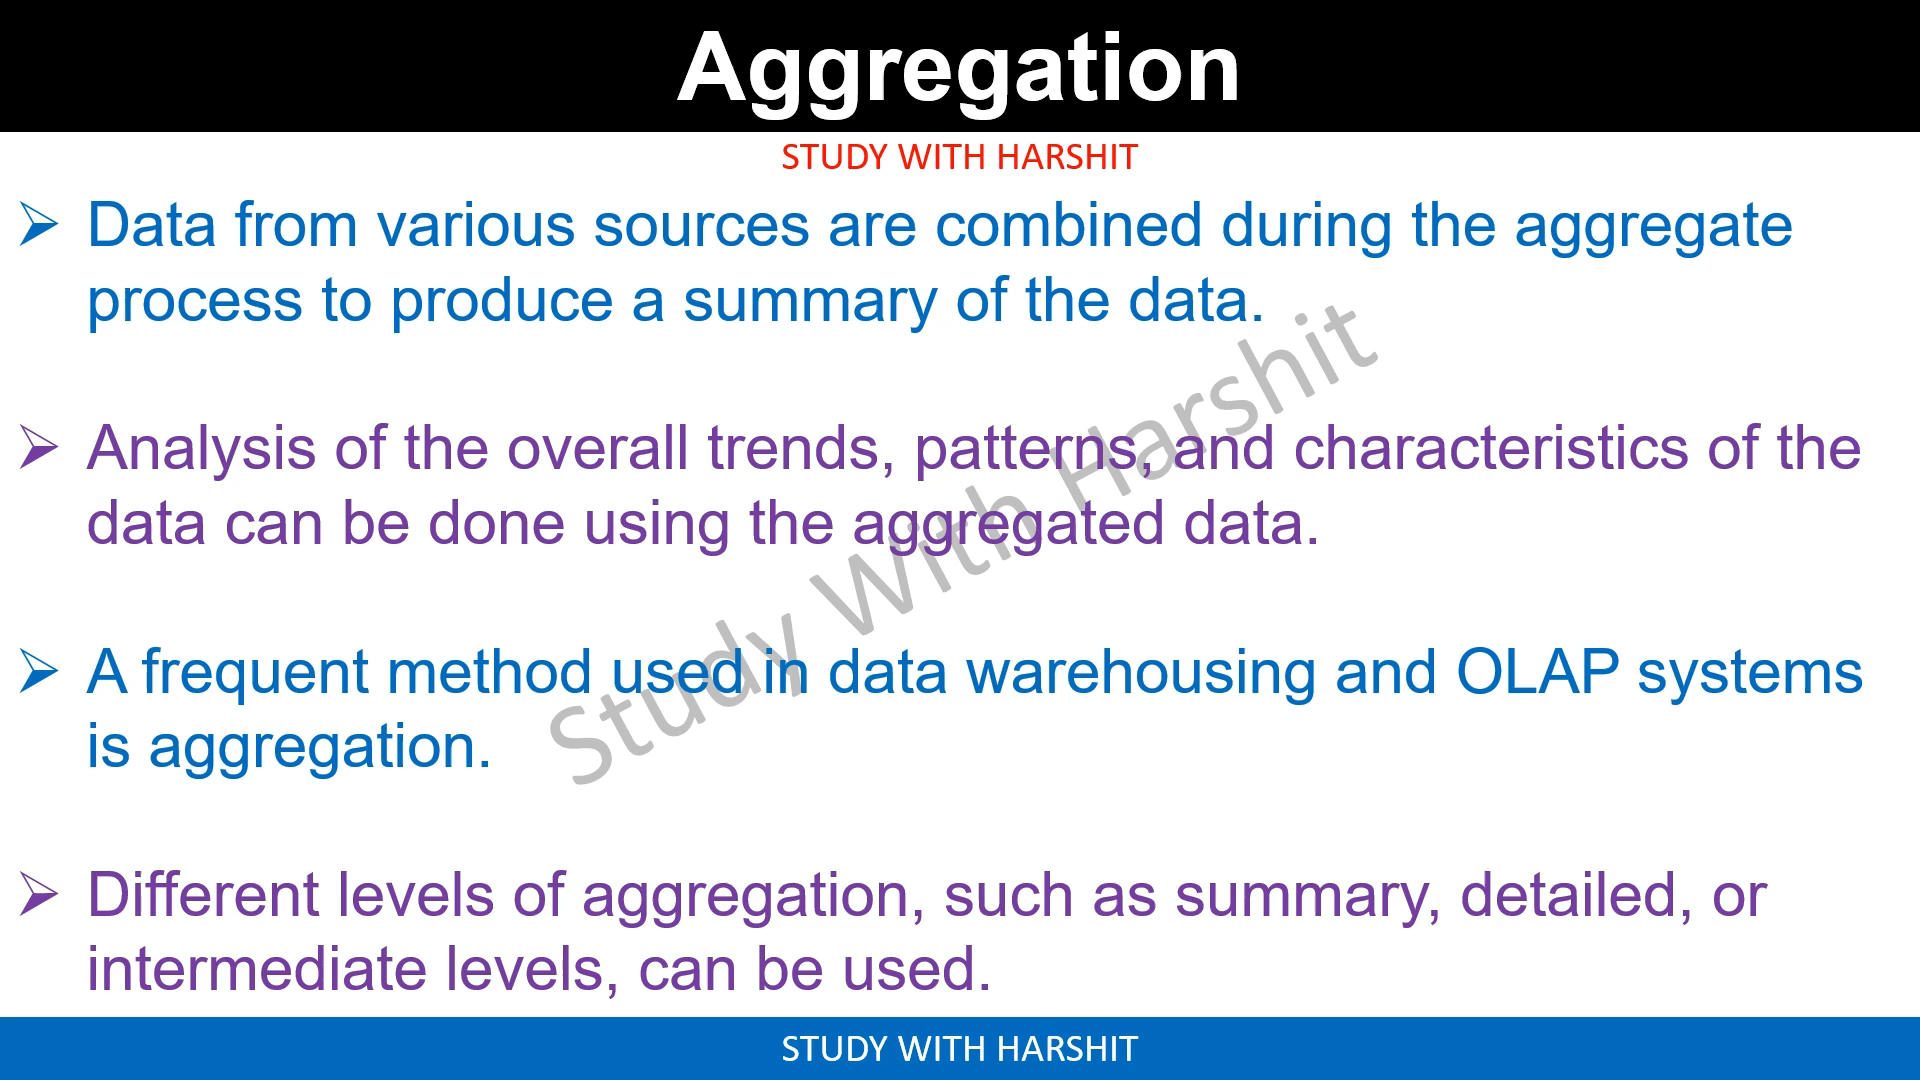 Aggregation
STUDY WITH HARSHIT
➢ Data from various sources are combined during the aggregate
process to produce a summary of the data.
➢ Analysis of the overall trends, patterns, and characteristics of the
data can be done using the aggregated data.
➢ A frequent method used in data warehousing and OLAP systems
is aggregation.
➢ Different levels of aggregation, such as summary, detailed, or
intermediate levels, can be used.
Study With Harshit
STUDY WITH HARSHIT